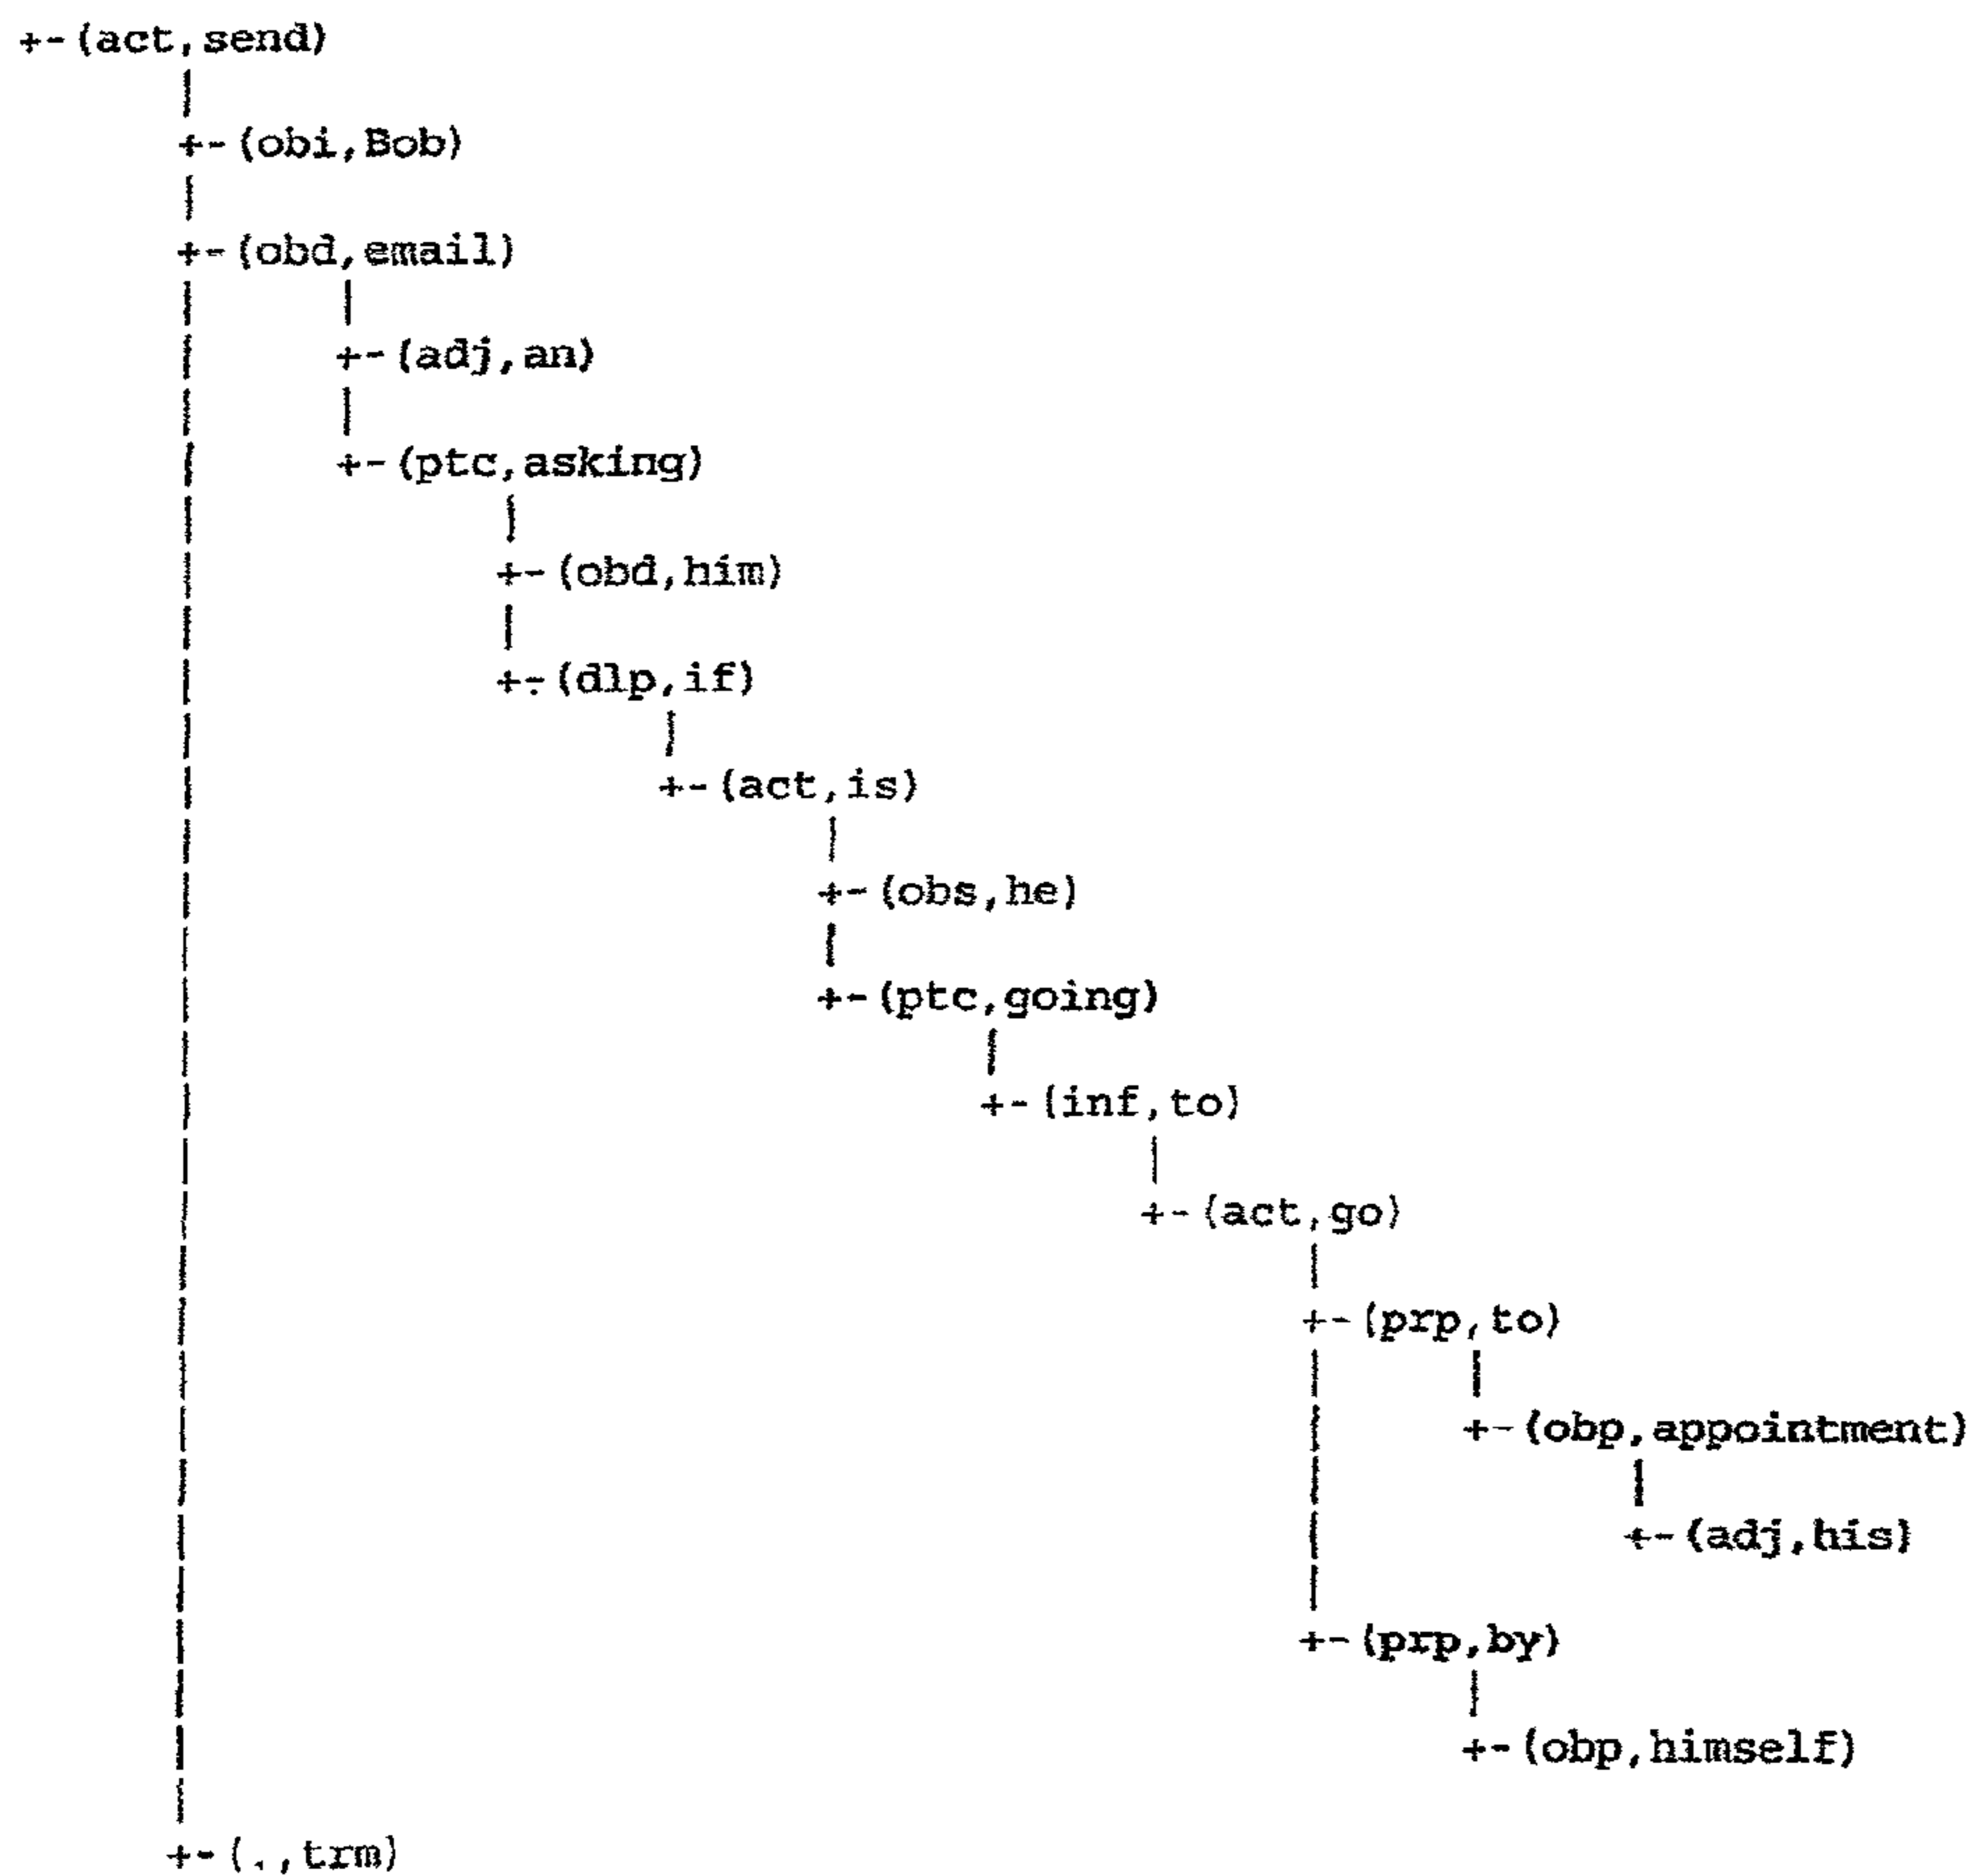 +-(act,send)
+-(obi,Bob)
+-(obd,email)
+-(adj,an)
+-(ptc,asking)
+-(obd,him)
+-(dlp,if)
+-(act,is)
+-(obs,he)
+-(ptc,going)
+-(inf,to)
+-(act,go)
+-(prp,to)
+-(obp,appointment)
+-(adj,his)
+-(prp,by)
+-(obp,himself)
+-(.,trm)